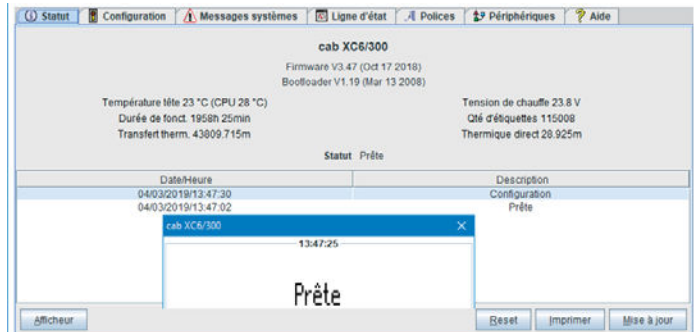 Statut Configuration Messages systèmes Ligne d'état Polices Périphériques Aide
cab XC6/300
Firmware V3.47 (Oct 17 2018)
Bootloader V1.19 (Mar 13 2008)
Température tête 23 °C (CPU 28 °C) Tension de chauffe 23.8 V
Durée de fonct. 1958h 25min Qté d'étiquettes 115008
Transfert therm. 43809.715m Thermique direct 28.925m
Statut Prête
Date/Heure Description
04/03/2019/13:47:30 Configuration
04/03/2019/13:47:02 Prête
cab XC6/300
13:47:25
Prête
Afficheur Reset Imprimer Mise à jour